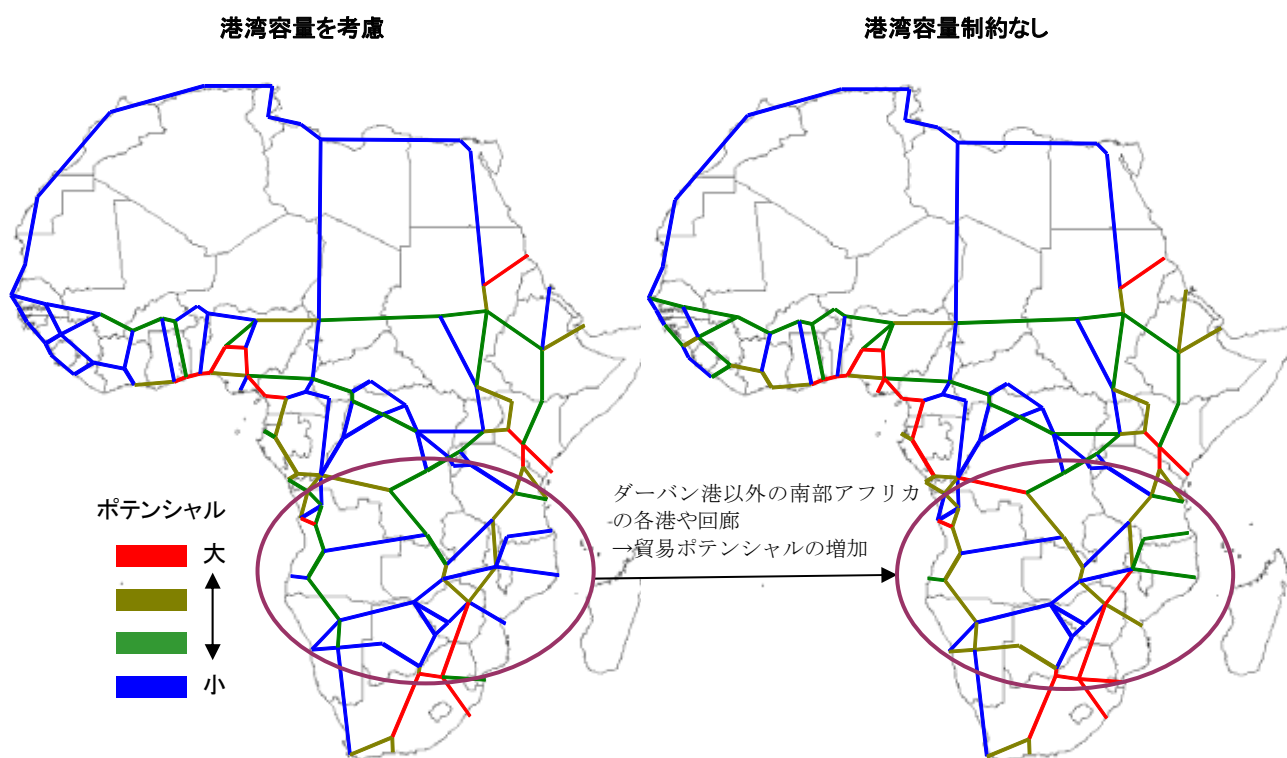 港湾容量を考慮
港湾容量制約なし
ポテンシャル
大
小
ダーバン港以外の南部アフリカ
の各港や回廊
→貿易ポテンシャルの増加